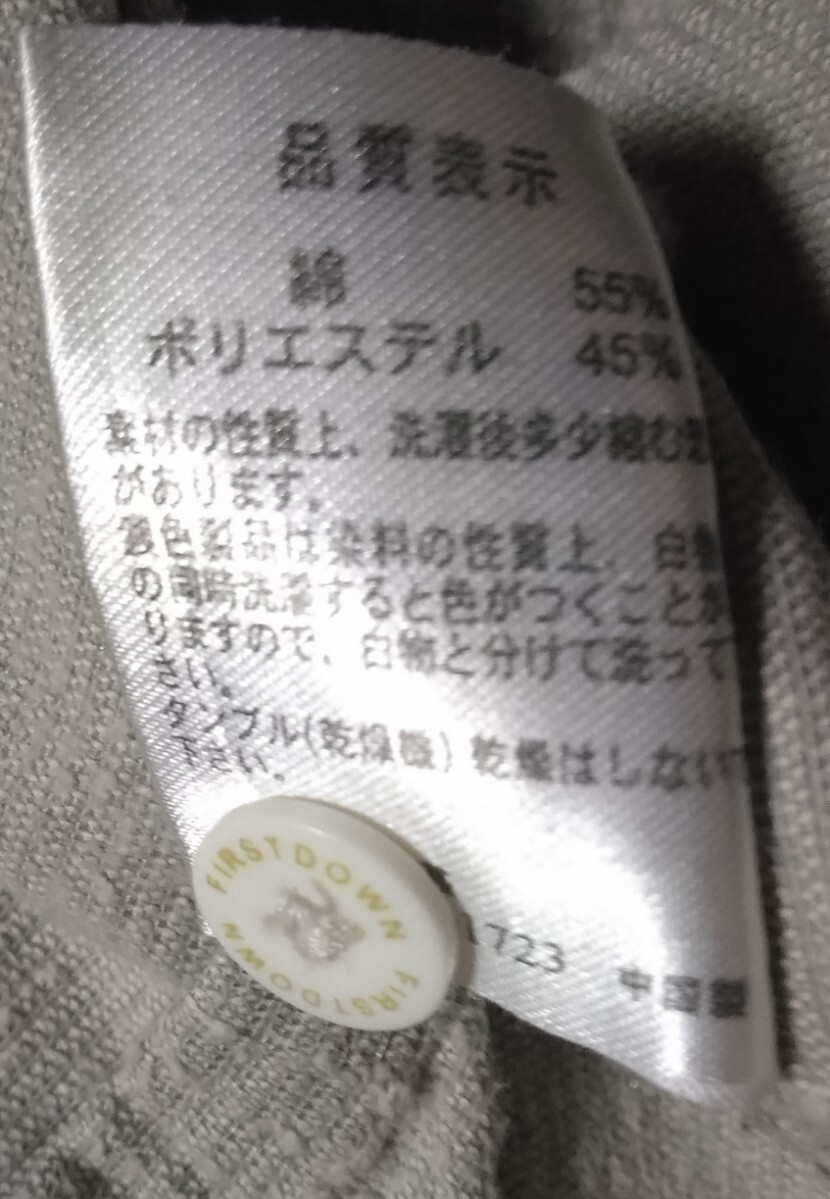 品質表示
綿 55%
ポリエステル 45%
素材の性質上、洗濯後多少縮む
があります。
濃色製品は染料の性質上、白物
の同時洗濯すると色がつくことが
りますので、白物と分けて洗って
さい。
タンブル(乾燥機)乾燥はしないで
下さい。
FIRSTDOWN
FIRSTDOWN
1723 中国製